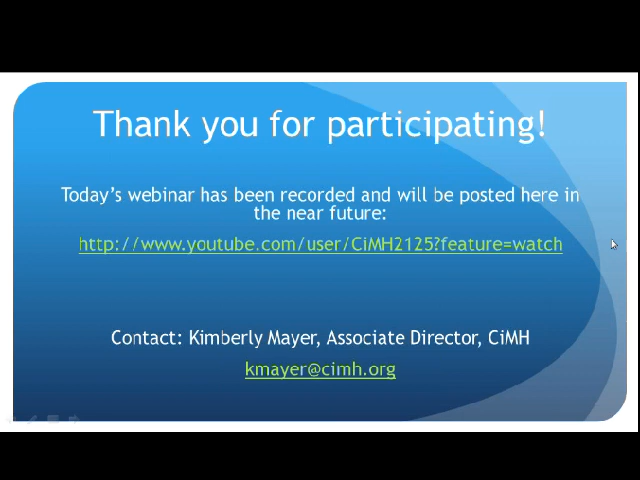 Thank you for participating!
Today's webinar has been recorded and will be posted here in
the near future:
http://www.youtube.com/user/CiMH2125?feature=watch
Contact: Kimberly Mayer, Associate Director, CiMH
kmayer@cimh.org